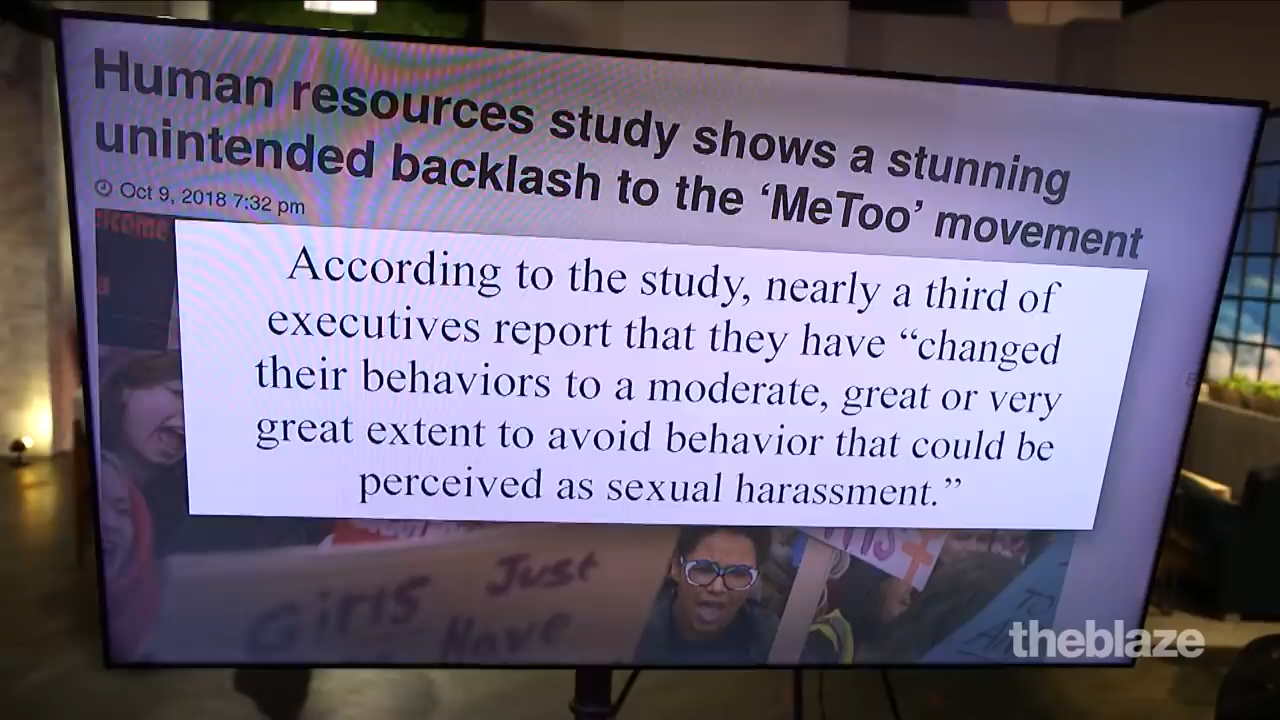 Human resources study shows a stunning
unintended backlash to the ‘MeToo’ movement
Oct 9, 2018 7:32 pm
According to the study, nearly a third of
executives report that they have “changed
their behaviors to a moderate, great or very
great extent to avoid behavior that could be
perceived as sexual harassment.”
Girls Just
Have
theblaze